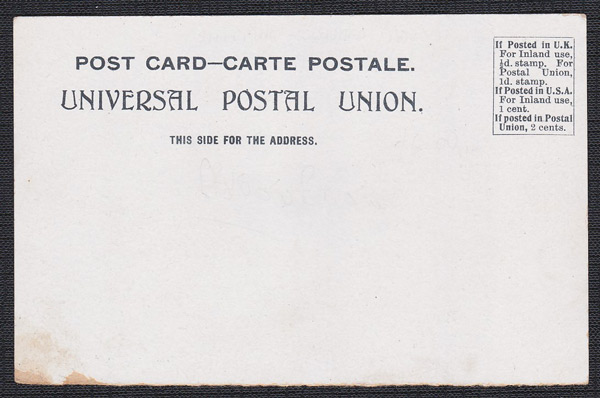 POST CARD—CARTE POSTALE.
UNIVERSAL POSTAL UNION.
THIS SIDE FOR THE ADDRESS.
If Posted in U.K.
For Inland use,
½d. stamp. For
Postal Union,
1d. stamp.
If Posted in U.S.A.
For Inland use,
1 cent.
If posted in Postal
Union, 2 cents.